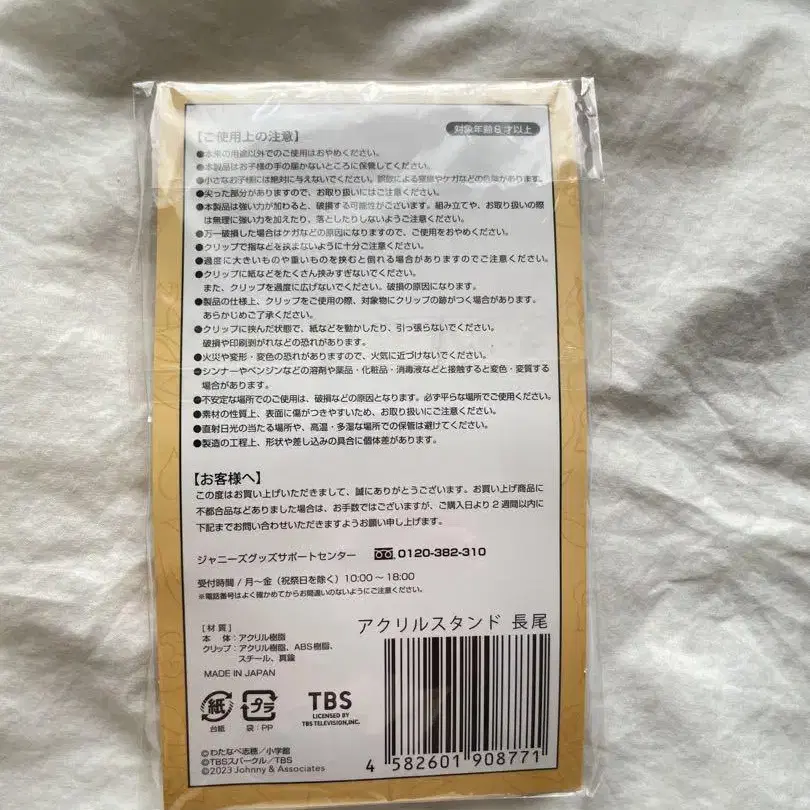 【ご使用上の注意】
対象年齢6才以上
●本来の用途以外でのご使用はおやめください。
●本製品はお子様の手の届かないところに保管してください。
●小さなお子様には絶対に与えないでください。誤飲による窒息やケガなどの危険があります。
●尖った部分がありますので、お取り扱いにはご注意ください。
●本製品は強い力が加わると、破損する可能性がございます。組み立てや、お取り扱いの際
は無理に強い力を加えたり、落としたりしないようご注意ください。
●万一破損した場合はケガなどの原因になりますので、ご使用をおやめください。
●クリップで指などを挟まないように十分ご注意ください。
●過度に大きいものや重いものを挟むと倒れる場合がありますのでご注意ください。
●クリップに紙などをたくさん挟みすぎないでください。
また、クリップを過度に広げないでください。破損の原因になります。
●製品の仕様上、クリップをご使用の際、対象物にクリップの跡がつく場合があります。
あらかじめご了承ください。
●クリップに挟んだ状態で、紙などを動かしたり、引っ張らないでください。
破損や印刷剥がれなどの恐れがあります。
●火災や変形・変色の恐れがありますので、火気に近づけないでください。
●シンナーやベンジンなどの溶剤や薬品・化粧品・消毒液などと接触すると変色・変質する
場合があります。
●不安定な場所でのご使用は、破損などの原因となります。必ず平らな場所でご使用ください。
●素材の性質上、表面に傷がつきやすいため、お取り扱いにご注意ください。
●直射日光の当たる場所や、高温・多湿な場所での保管は避けてください。
●製造の工程上、形状や差し込みの具合に個体差があります。
【お客様へ】
この度はお買い上げいただきまして、誠にありがとうございます。お買い上げ商品に
不都合品などありました場合は、お手数ではございますが、ご購入日より2週間以内に
下記までお問い合わせいただきますようお願い申し上げます。
ジャニーズグッズサポートセンター 0120-382-310
受付時間/月〜金（祝祭日を除く）10:00〜18:00
※電話番号はよく確かめてからお間違いのないようにご注意ください。
[材質]
本 体：アクリル樹脂
クリップ：アクリル樹脂、ABS樹脂、
スチール、真鍮
MADE IN JAPAN
アクリルスタンド 長尾
紙
台紙
プラ
袋：PP
TBS
LICENSED BY
TBS TELEVISION, INC.
©わたなべ志穂／小学館
©TBSスパークル／TBS
©2023 Johnny & Associates
4 582601 908771